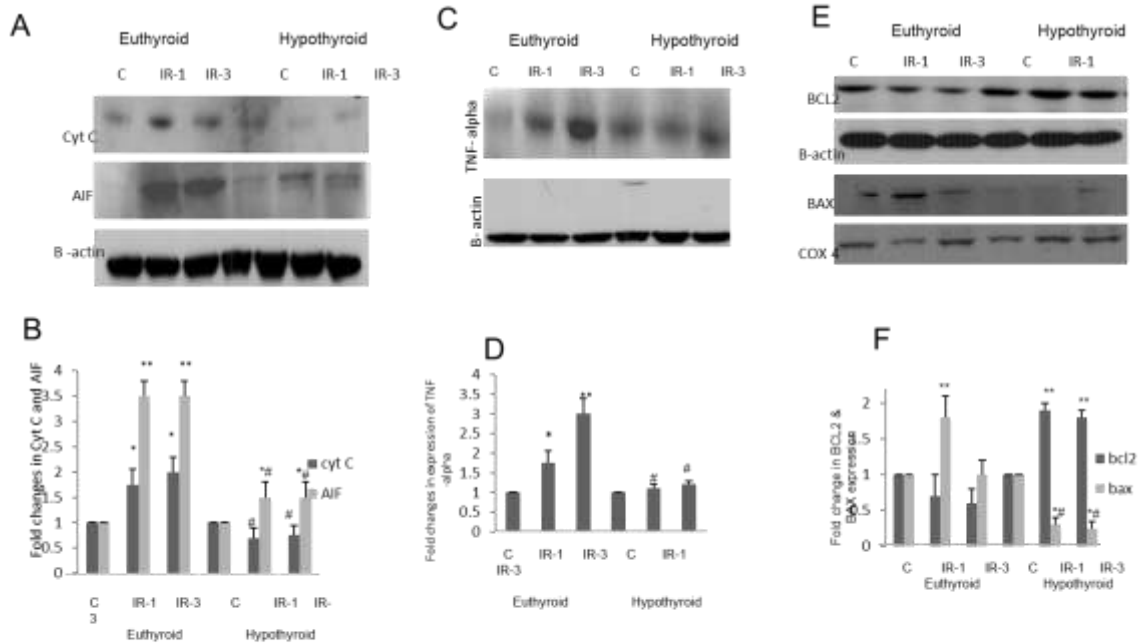 A
Euthyroid Hypothyroid
C IR-1 IR-3 C IR-1 IR-3
Cyt C
AIF
B -actin
B
Fold changes in Cyt C and AIF
4
3.5
3
2.5
2
1.5
1
0.5
0
* ** * ** # *# # *#
cyt C
AIF
C IR-1 IR-3 C IR-1 IR-
3
Euthyroid Hypothyroid
C
Euthyroid Hypothyroid
C IR-1 IR-3 C IR-1 IR-3
TNF- alpha
B- actin
D
Fold changes in expression of TNF
-alpha
4
3.5
3
2.5
2
1.5
1
0.5
0
* ** # #
C IR-1 IR-3 C IR-1
IR-3
Euthyroid Hypothyroid
E
Euthyroid Hypothyroid
C IR-1 IR-3 C IR-1
BCL2
B-actin
BAX
COX 4
F
Fold change in BCL2 &
BAX expression
2
1.5
1
0.5
0
** ** *# ** *#
bcl2
bax
C IR-1 IR-3 C IR-1 IR-3
Euthyroid Hypothyroid